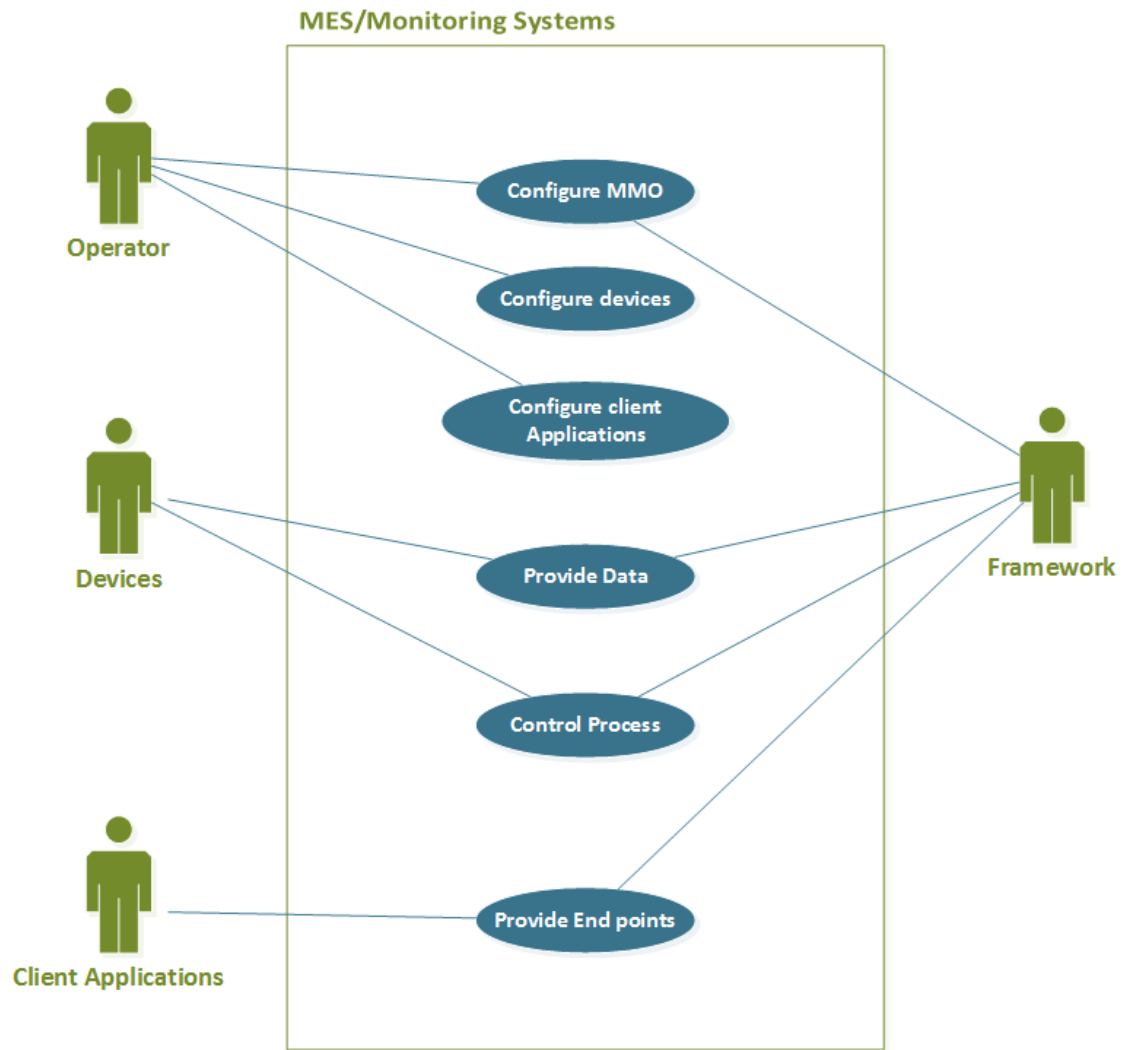 MES/Monitoring Systems
Operator
Configure MMO
Configure devices
Configure client
Applications
Devices
Provide Data
Framework
Control Process
Provide End points
Client Applications